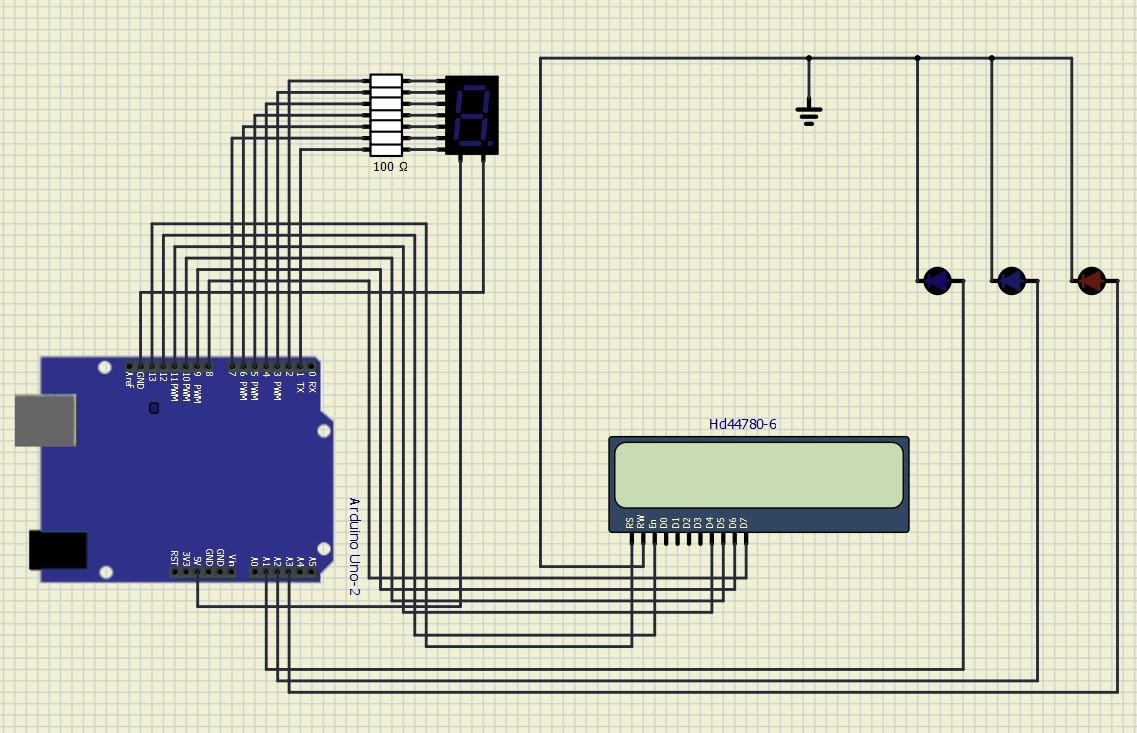 100 Ω
Aref
GND
13
12
11 PWM
10 PWM
9 PWM
8
7
6 PWM
5 PWM
4
3 PWM
2
1 TX
0 RX
Arduino Uno-2
RST
3V3
5V
GND
GND
Vin
A0
A1
A2
A3
A4
A5
Hd44780-6
RS
RW
En
D0
D1
D2
D3
D4
D5
D6
D7